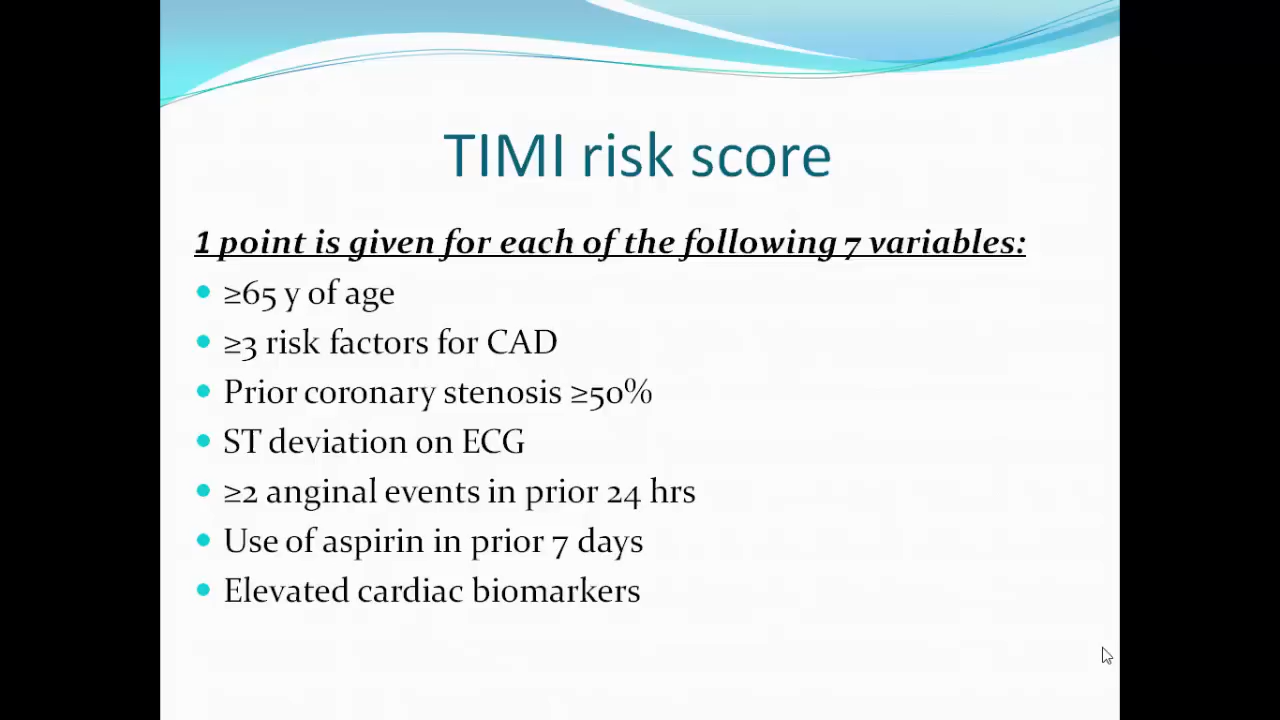 TIMI risk score
1 point is given for each of the following 7 variables:
≥65 y of age
≥3 risk factors for CAD
Prior coronary stenosis ≥50%
ST deviation on ECG
≥2 anginal events in prior 24 hrs
Use of aspirin in prior 7 days
Elevated cardiac biomarkers